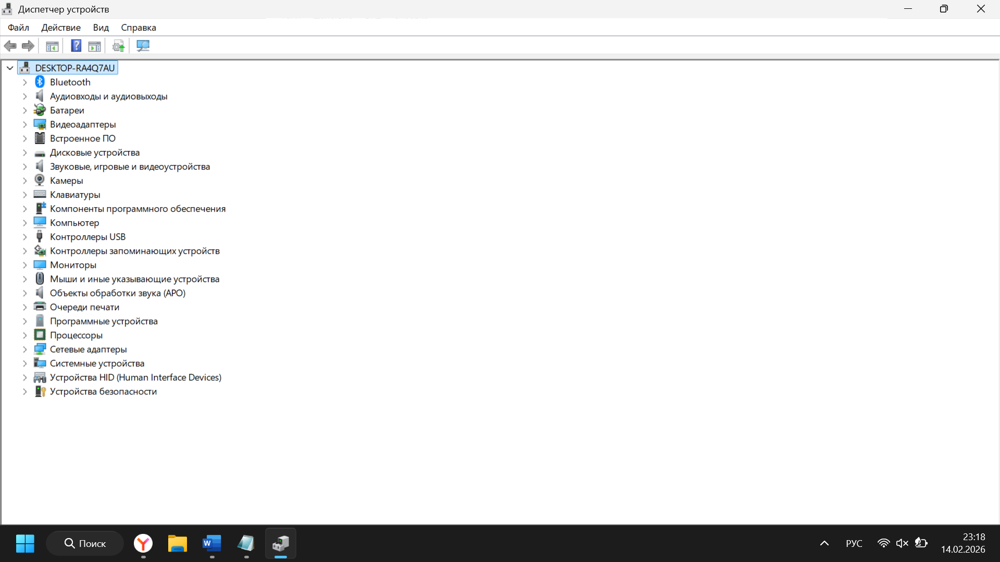 Диспетчер устройств
Файл Действие Вид Справка
DESKTOP-RA4Q7AU
Bluetooth
Аудиовходы и аудиовыходы
Батареи
Видеоадаптеры
Встроенное ПО
Дисковые устройства
Звуковые, игровые и видеоустройства
Камеры
Клавиатуры
Компоненты программного обеспечения
Компьютер
Контроллеры USB
Контроллеры запоминающих устройств
Мониторы
Мыши и иные указывающие устройства
Объекты обработки звука (APO)
Очереди печати
Программные устройства
Процессоры
Сетевые адаптеры
Системные устройства
Устройства HID (Human Interface Devices)
Устройства безопасности
Поиск
РУС
23:18
14.02.2026